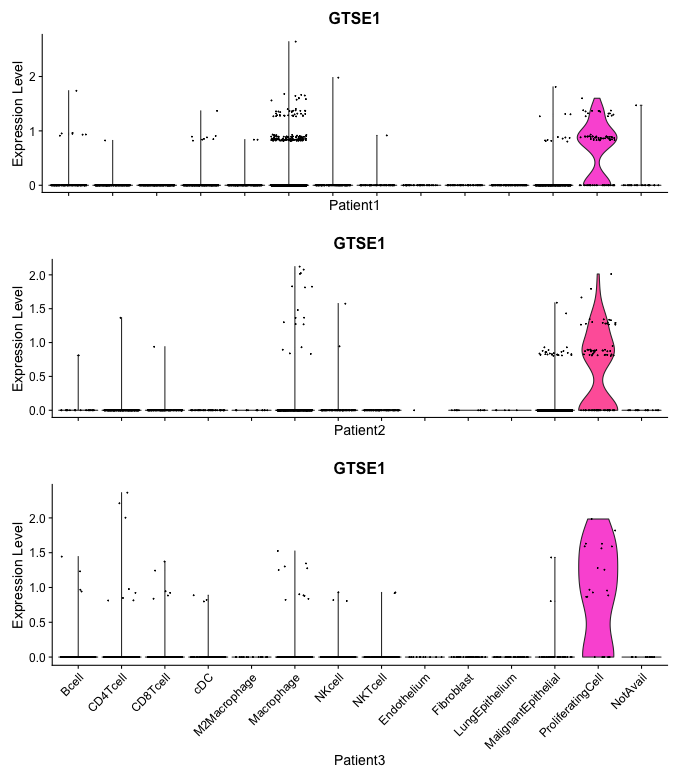 GTSE1
Expression Level
2
1
0
Patient1
GTSE1
Expression Level
2.0
1.5
1.0
0.5
0.0
Patient2
GTSE1
Expression Level
2.0
1.5
1.0
0.5
0.0
Bcell
CD4Tcell
CD8Tcell
cDC
M2Macrophage
Macrophage
NKcell
NKTcell
Endothelium
Fibroblast
LungEpithelium
MalignantEpithelial
ProliferatingCell
NotAvail
Patient3